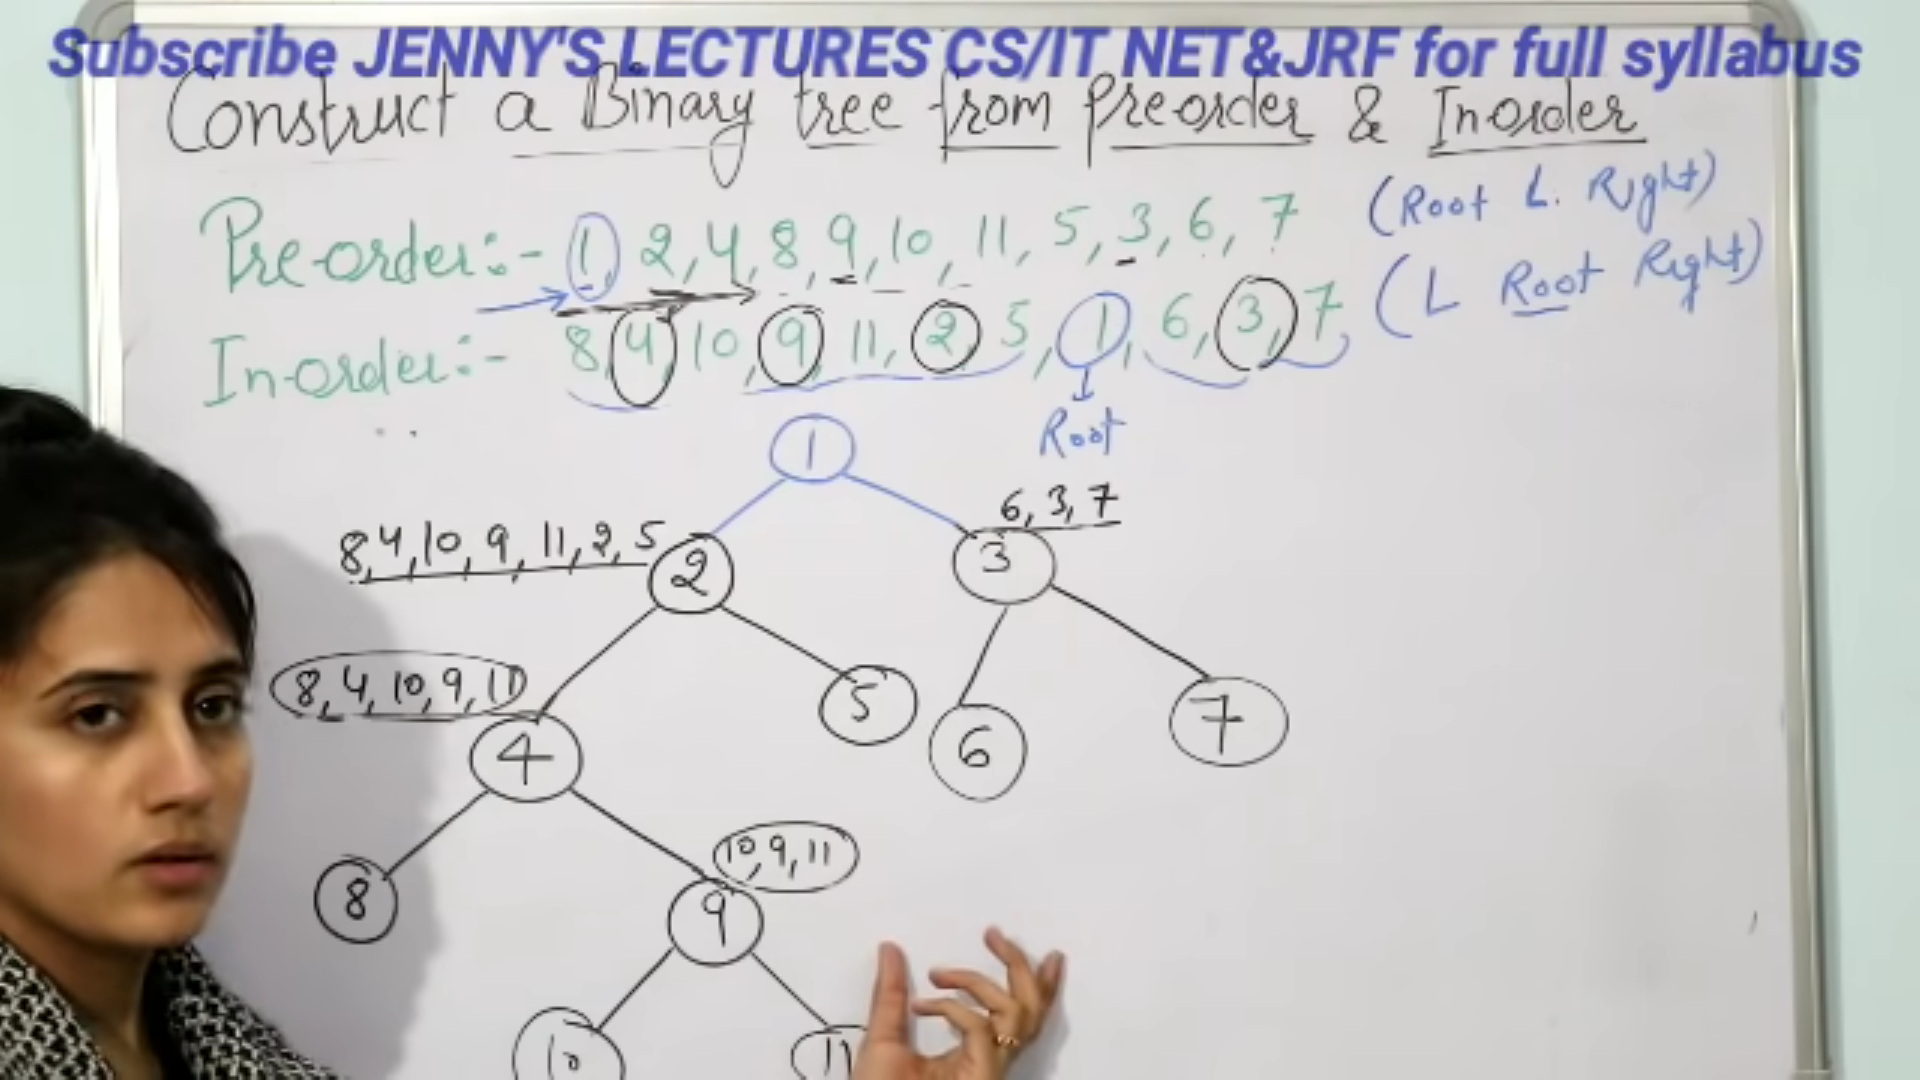 Subscribe JENNY'S LECTURES CS/IT NET&JRF for full syllabus
Construct a Binary tree from Preorder & Inorder
Pre-order:- 1, 2, 4, 8, 9, 10, 11, 5, 3, 6, 7 (Root L. Right)
In-order:- 8, 4, 10, 9, 11, 2, 5, 1, 6, 3, 7 (L Root Right)
Root
1
6, 3, 7
8, 4, 10, 9, 11, 2, 5
2
3
8, 4, 10, 9, 11
5
4
6
7
10, 9, 11
8
9
10
11